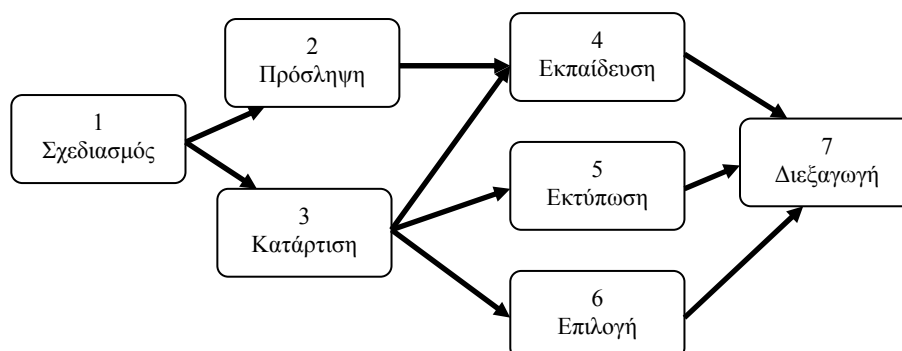 1
Σχεδιασμός
2
Πρόσληψη
3
Κατάρτιση
4
Εκπαίδευση
5
Εκτύπωση
6
Επιλογή
7
Διεξαγωγή